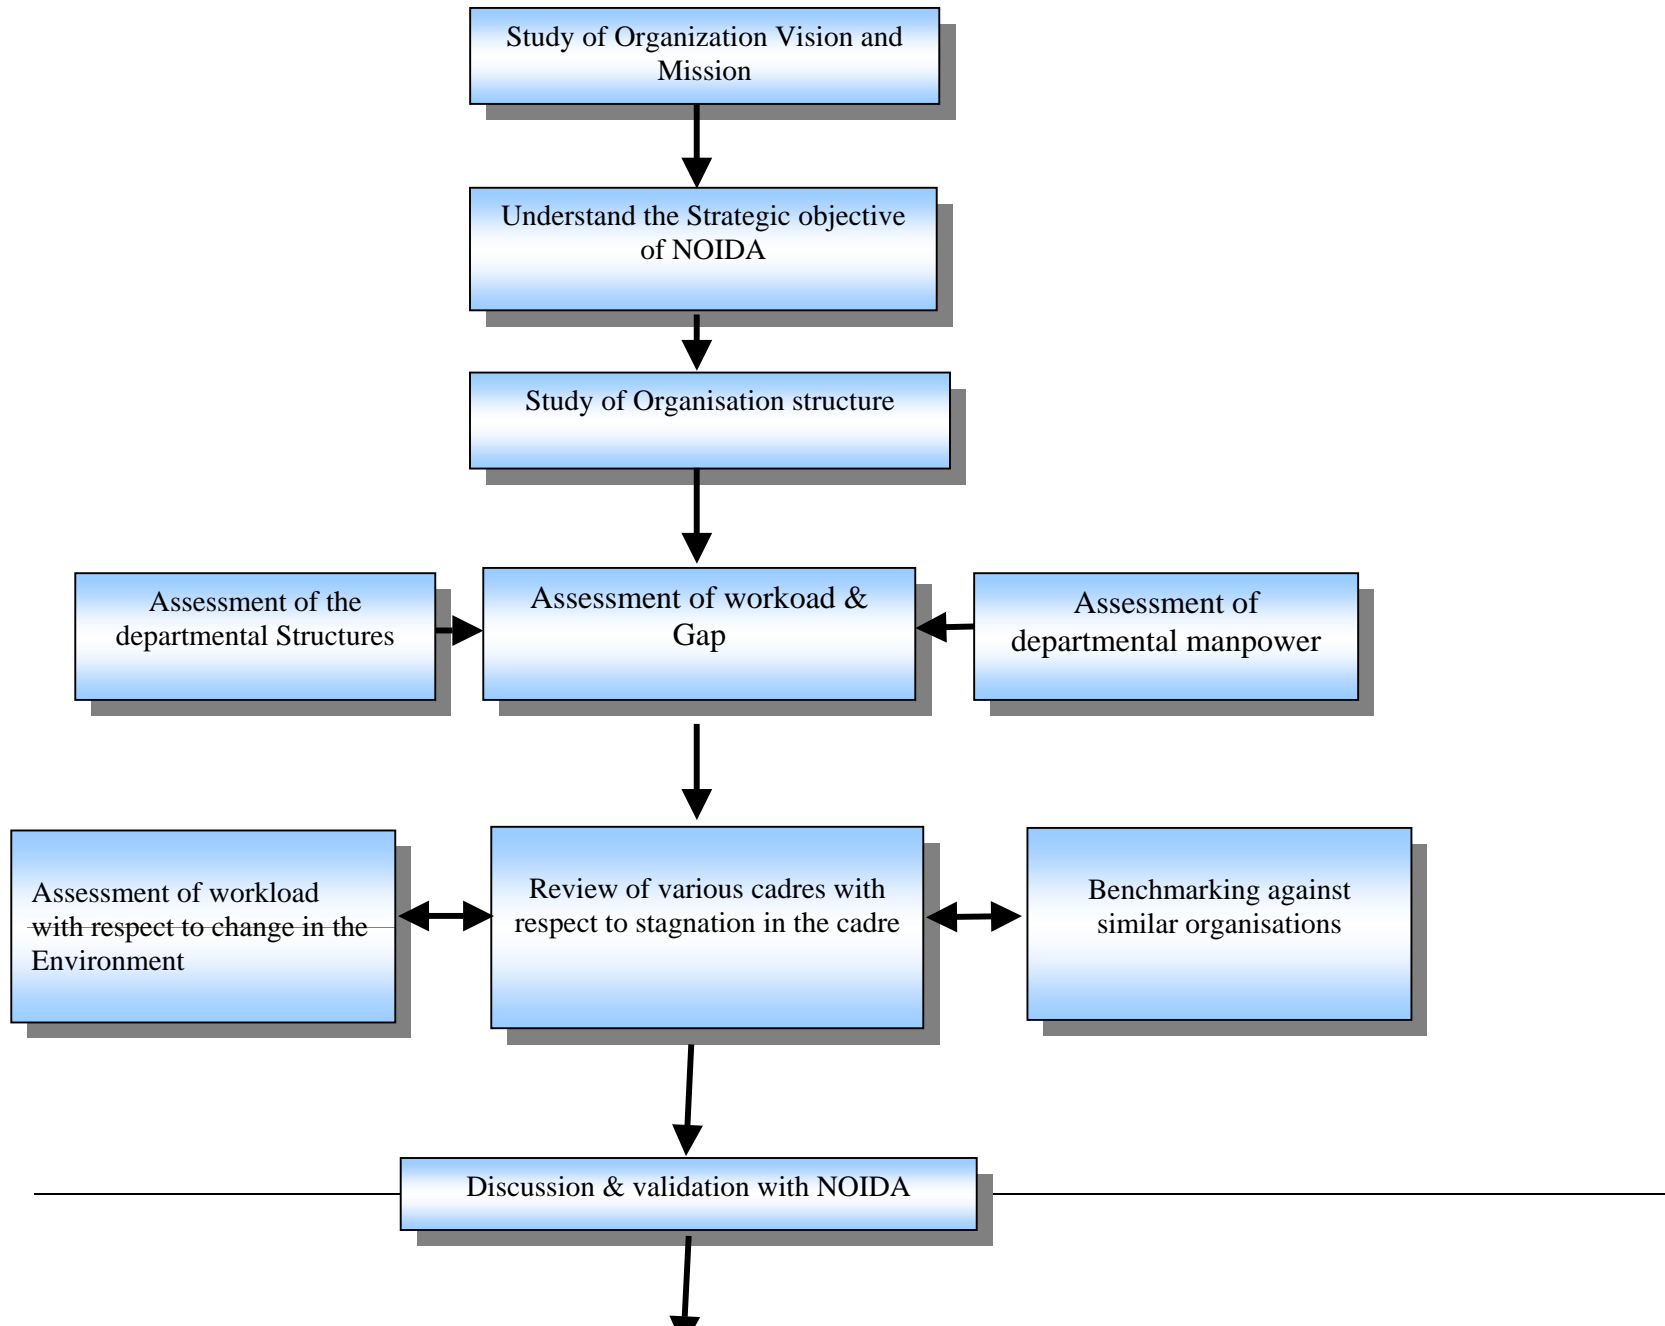 Study of Organization Vision and
Mission
Understand the Strategic objective
of NOIDA
Study of Organisation structure
Assessment of the
departmental Structures
Assessment of workoad &
Gap
Assessment of
departmental manpower
Assessment of workload
with respect to change in the
Environment
Review of various cadres with
respect to stagnation in the cadre
Benchmarking against
similar organisations
Discussion & validation with NOIDA